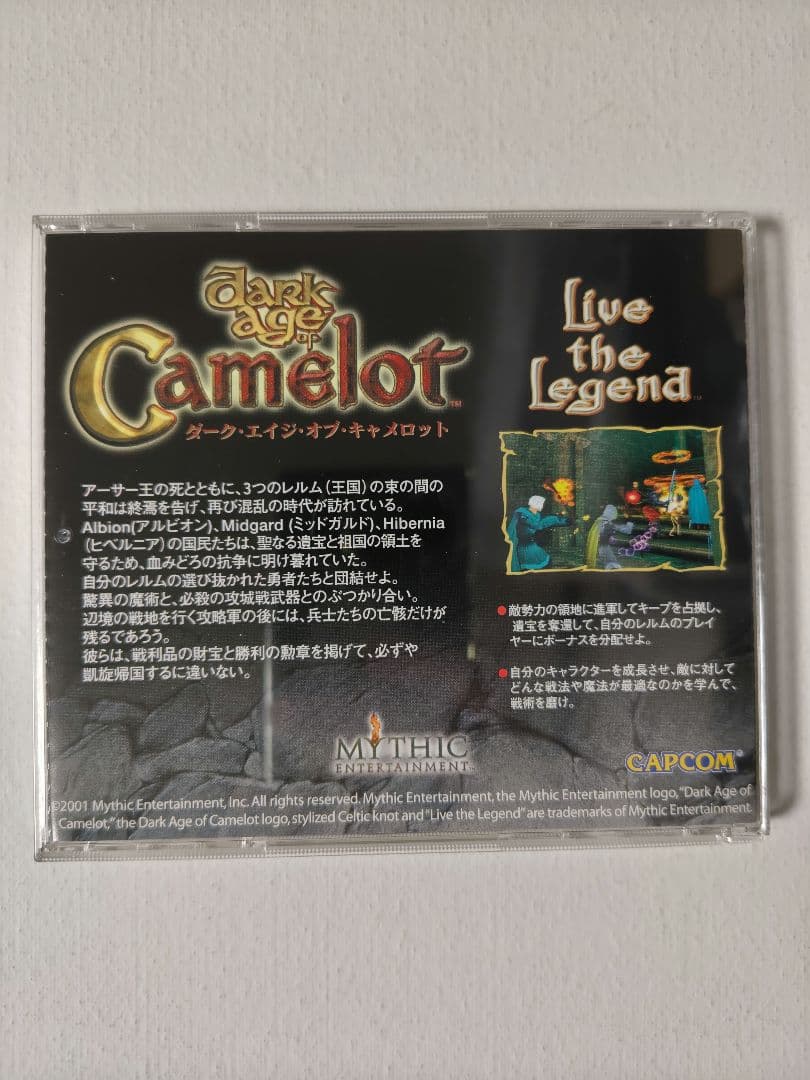 dark
age
of
Camelot™
ダーク・エイジ・オブ・キャメロット
アーサー王の死とともに、3つのレルム(王国)の束の間の
平和は終焉を告げ、再び混乱の時代が訪れている。
Albion(アルビオン)、Midgard (ミッドガルド)、Hibernia
(ヒベルニア)の国民たちは、聖なる遺宝と祖国の領土を
守るため、血みどろの抗争に明け暮れていた。
自分のレルムの選び抜かれた勇者たちと団結せよ。
驚異の魔術と、必殺の攻城戦武器とのぶつかり合い。
辺境の戦地を行く攻略軍の後には、兵士たちの亡骸だけが
残るであろう。
彼らは、戦利品の財宝と勝利の勲章を掲げて、必ずや
凱旋帰国するに違いない。
Live
the
Legend™
●敵勢力の領地に進軍してキープを占拠し、
遺宝を奪還して、自分のレルムのプレイ
ヤーにボーナスを分配せよ。
●自分のキャラクターを成長させ、敵に対して
どんな戦法や魔法が最適なのかを学んで、
戦術を磨け。
MYTHIC
ENTERTAINMENT™
CAPCOM®
©2001 Mythic Entertainment, Inc. All rights reserved. Mythic Entertainment, the Mythic Entertainment logo, "Dark Age of
Camelot," the Dark Age of Camelot logo, stylized Celtic knot and "Live the Legend" are trademarks of Mythic Entertainment.